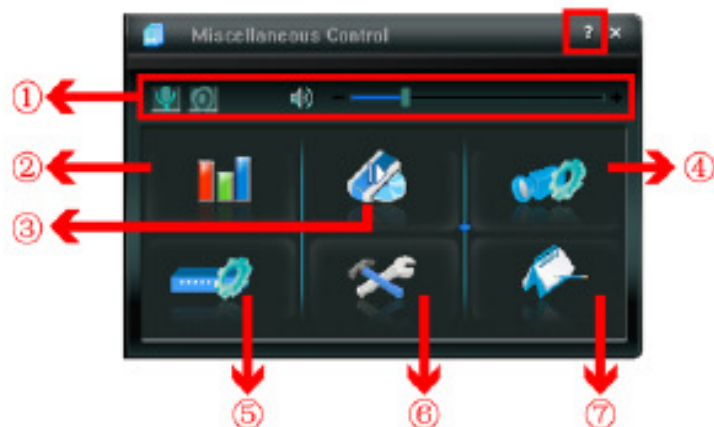 Miscellaneous Control ? ×
①
②
④
③
⑤ ⑥ ⑦